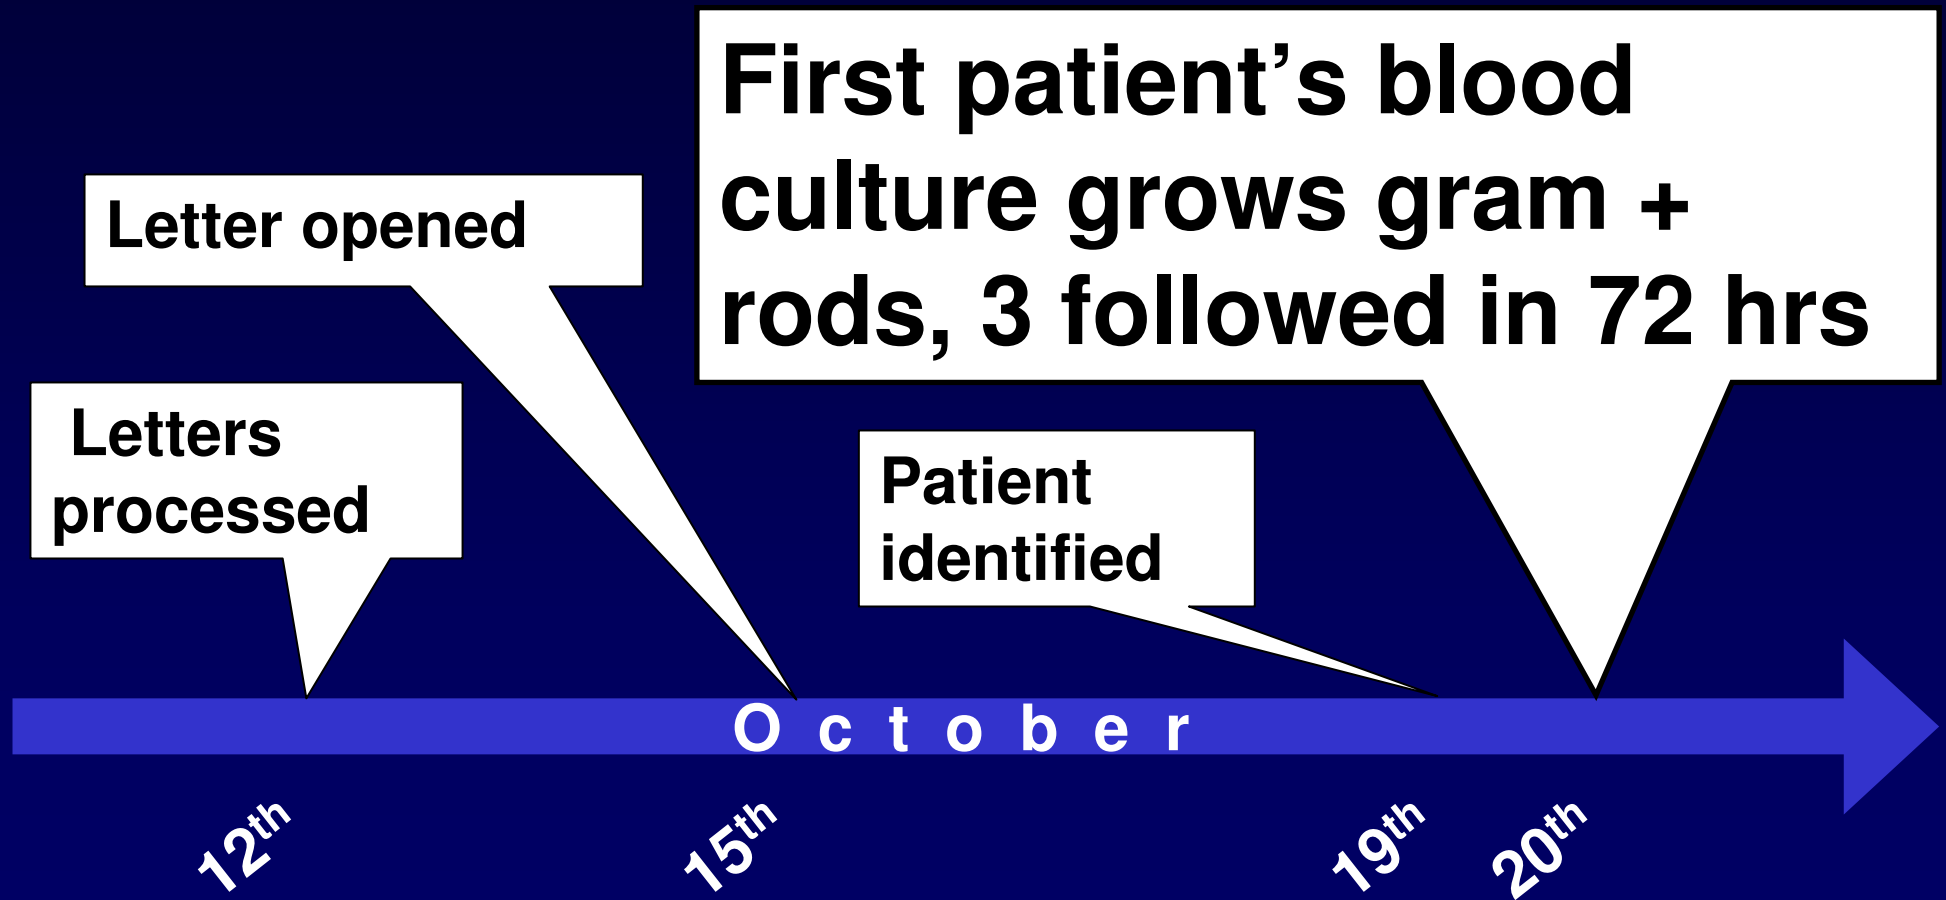 First patient’s blood
culture grows gram +
rods, 3 followed in 72 hrs
Letter opened
Letters
processed
Patient
identified
October
12th
15th
19th
20th